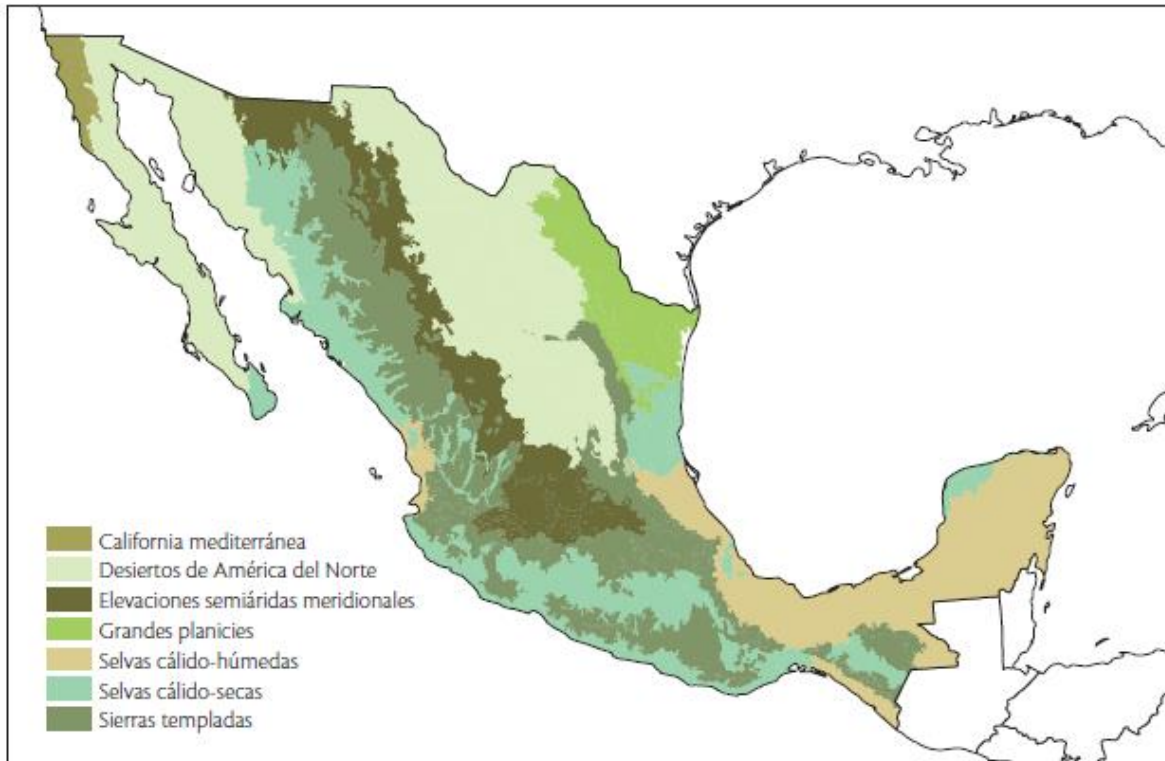 California mediterránea
Desiertos de América del Norte
Elevaciones semiáridas meridionales
Grandes planicies
Selvas cálido-húmedas
Selvas cálido-secas
Sierras templadas